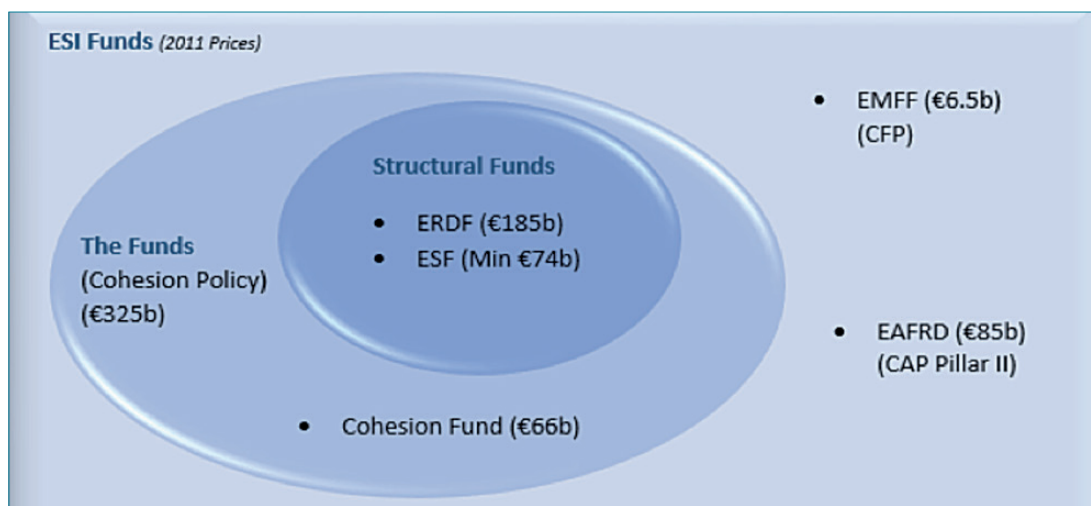 ESI Funds (2011 Prices)
• EMFF (€6.5b)
(CFP)
Structural Funds
• ERDF (€185b)
• ESF (Min €74b)
The Funds
(Cohesion Policy)
(€325b)
• EAFRD (€85b)
(CAP Pillar II)
• Cohesion Fund (€66b)